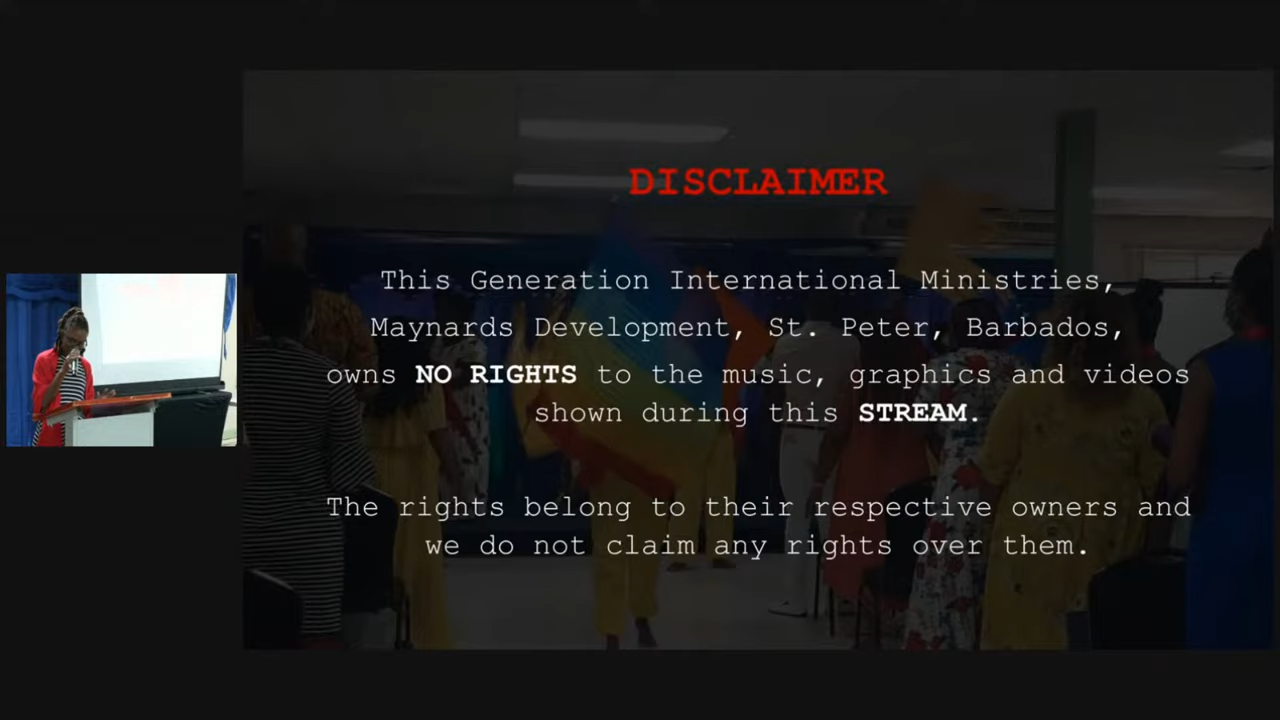 DISCLAIMER
This Generation International Ministries,
Maynards Development, St. Peter, Barbados,
owns NO RIGHTS to the music, graphics and videos
shown during this STREAM.
The rights belong to their respective owners and
we do not claim any rights over them.